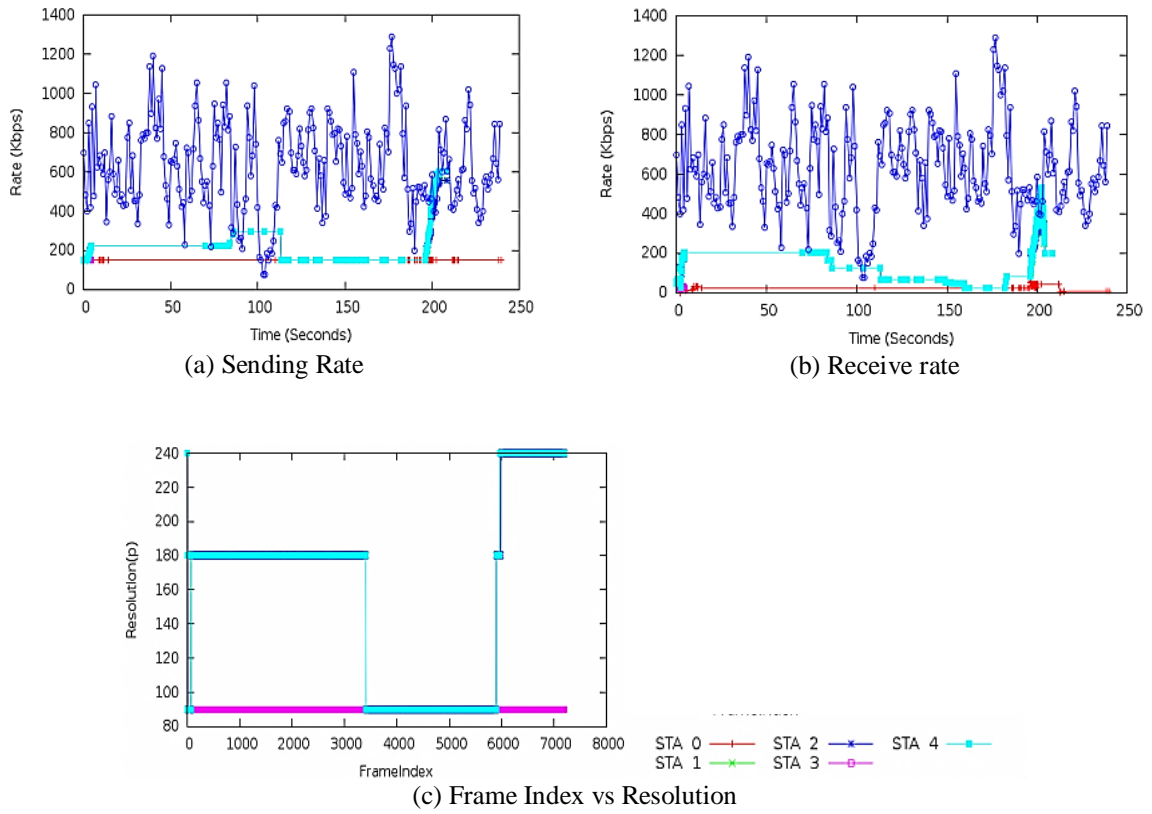 1400
1200
1000
800
600
400
200
0
Rate (Kbps)
0 50 100 150 200 250
Time (Seconds)
(a) Sending Rate
1400
1200
1000
800
600
400
200
0
Rate (Kbps)
0 50 100 150 200 250
Time (Seconds)
(b) Receive rate
240
220
200
180
160
140
120
100
80
Resolution(p)
0 1000 2000 3000 4000 5000 6000 7000 8000
FrameIndex
STA 0 STA 2 STA 4
STA 1 STA 3
(c) Frame Index vs Resolution